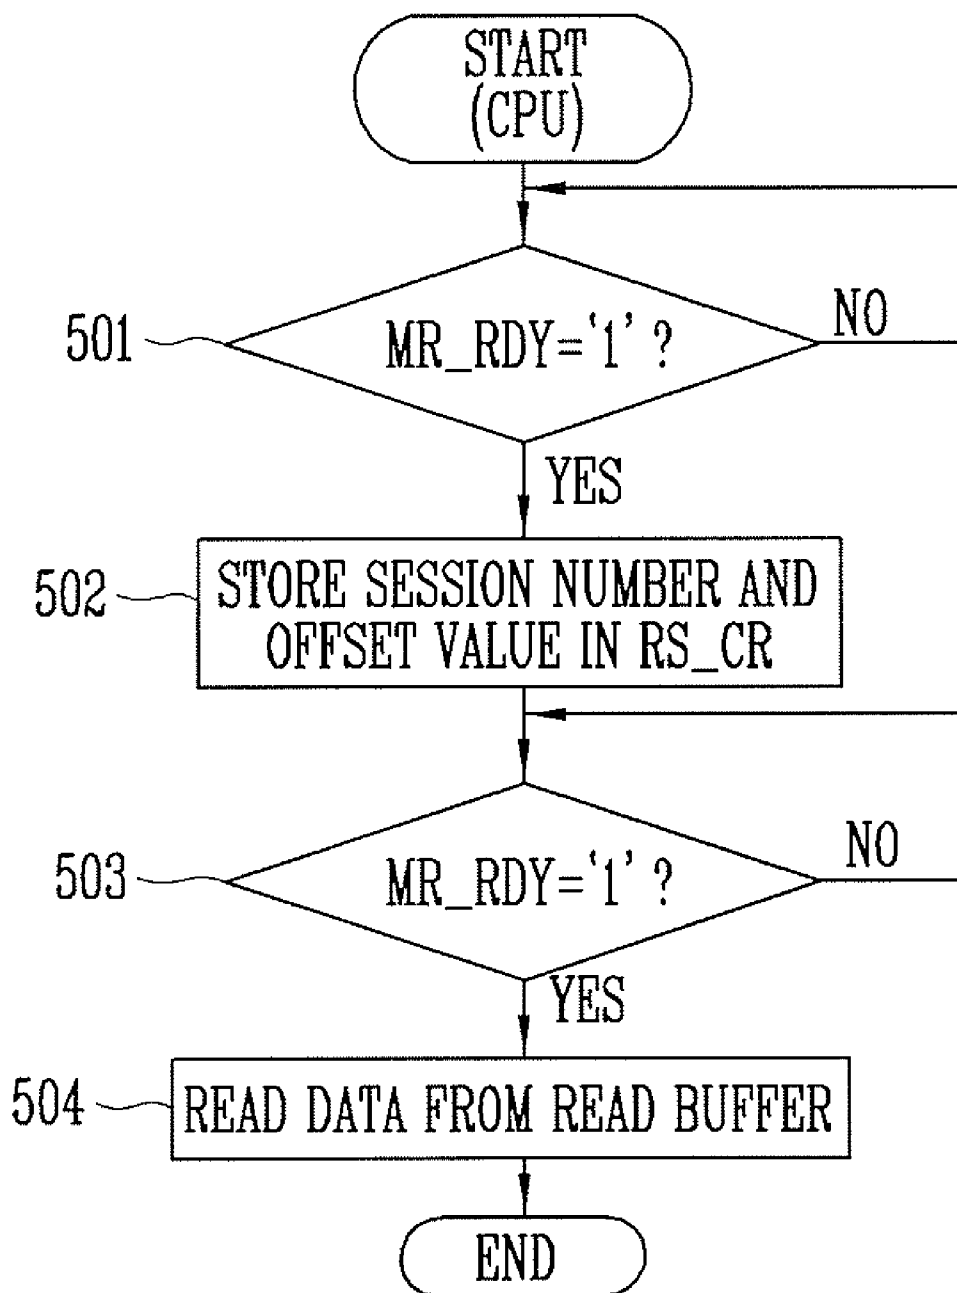 START
(CPU)
501
MR_RDY=‘1’ ?
NO
YES
502
STORE SESSION NUMBER AND
OFFSET VALUE IN RS_CR
503
MR_RDY=‘1’ ?
NO
YES
504
READ DATA FROM READ BUFFER
END